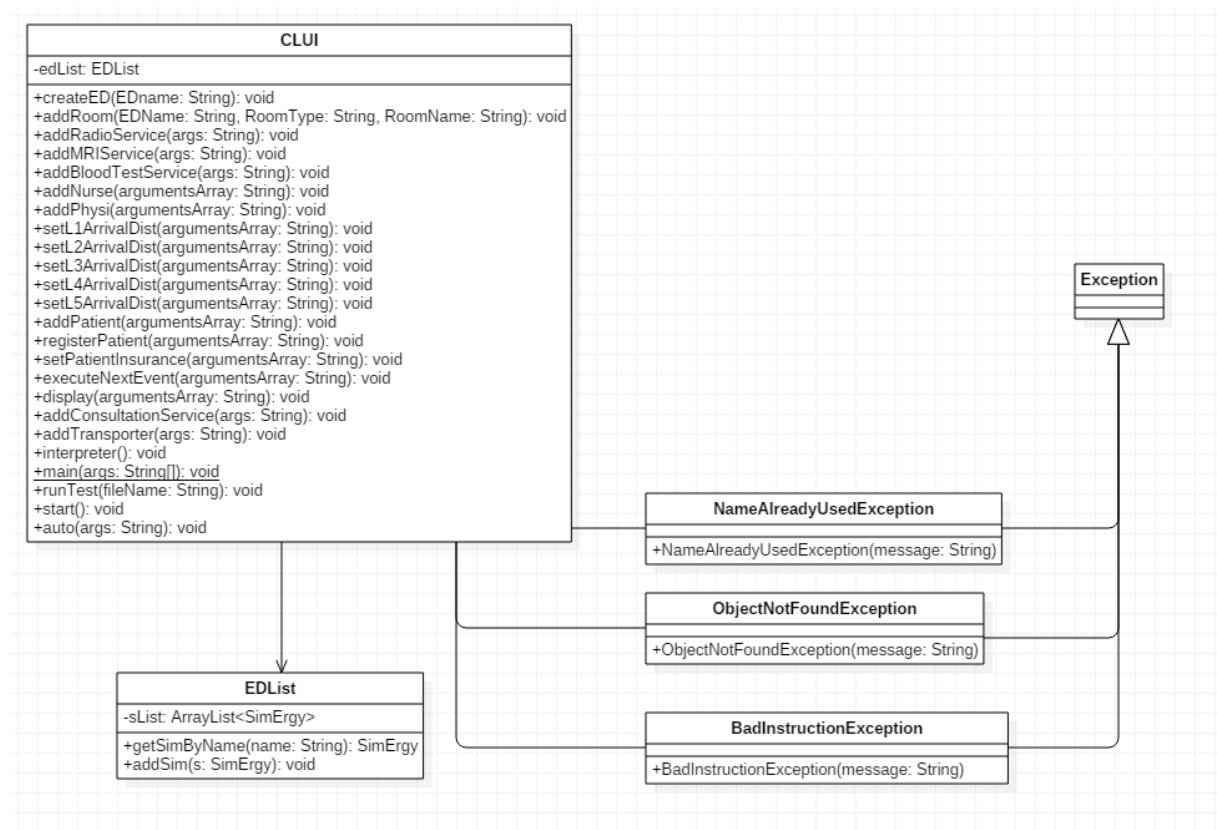 CLUI
-edList: EDList
+createED(EDname: String): void
+addRoom(EDName: String, RoomType: String, RoomName: String): void
+addRadioService(args: String): void
+addMRIService(args: String): void
+addBloodTestService(args: String): void
+addNurse(argumentsArray: String): void
+addPhysi(argumentsArray: String): void
+setL1ArrivalDist(argumentsArray: String): void
+setL2ArrivalDist(argumentsArray: String): void
+setL3ArrivalDist(argumentsArray: String): void
+setL4ArrivalDist(argumentsArray: String): void
+setL5ArrivalDist(argumentsArray: String): void
+addPatient(argumentsArray: String): void
+registerPatient(argumentsArray: String): void
+setPatientInsurance(argumentsArray: String): void
+executeNextEvent(argumentsArray: String): void
+display(argumentsArray: String): void
+addConsultationService(args: String): void
+addTransporter(args: String): void
+interpreter(): void
+main(args: String[]): void
+runTest(fileName: String): void
+start(): void
+auto(args: String): void
Exception
NameAlreadyUsedException
+NameAlreadyUsedException(message: String)
ObjectNotFoundException
+ObjectNotFoundException(message: String)
EDList
-sList: ArrayList<SimErgy>
+getSimByName(name: String): SimErgy
+addSim(s: SimErgy): void
BadInstructionException
+BadInstructionException(message: String)